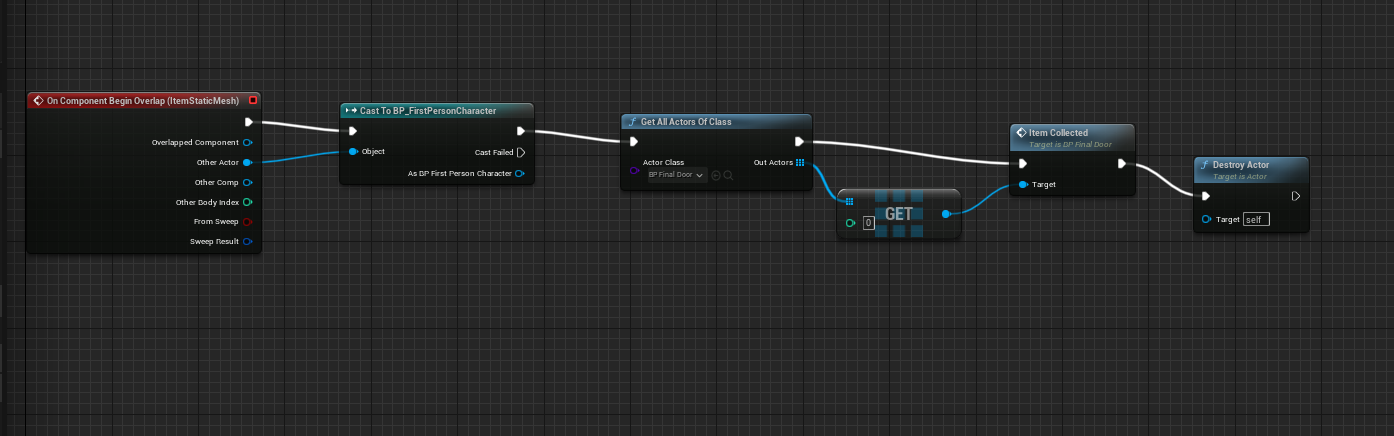 On Component Begin Overlap (ItemStaticMesh)
Overlapped Component
Other Actor
Other Comp
Other Body Index
From Sweep
Sweep Result
Cast To BP_FirstPersonCharacter
Object
Cast Failed
As BP First Person Character
Get All Actors Of Class
Actor Class
BP Final Door
Out Actors
GET
0
Item Collected
Target is BP Final Door
Target
Destroy Actor
Target is Actor
Target self